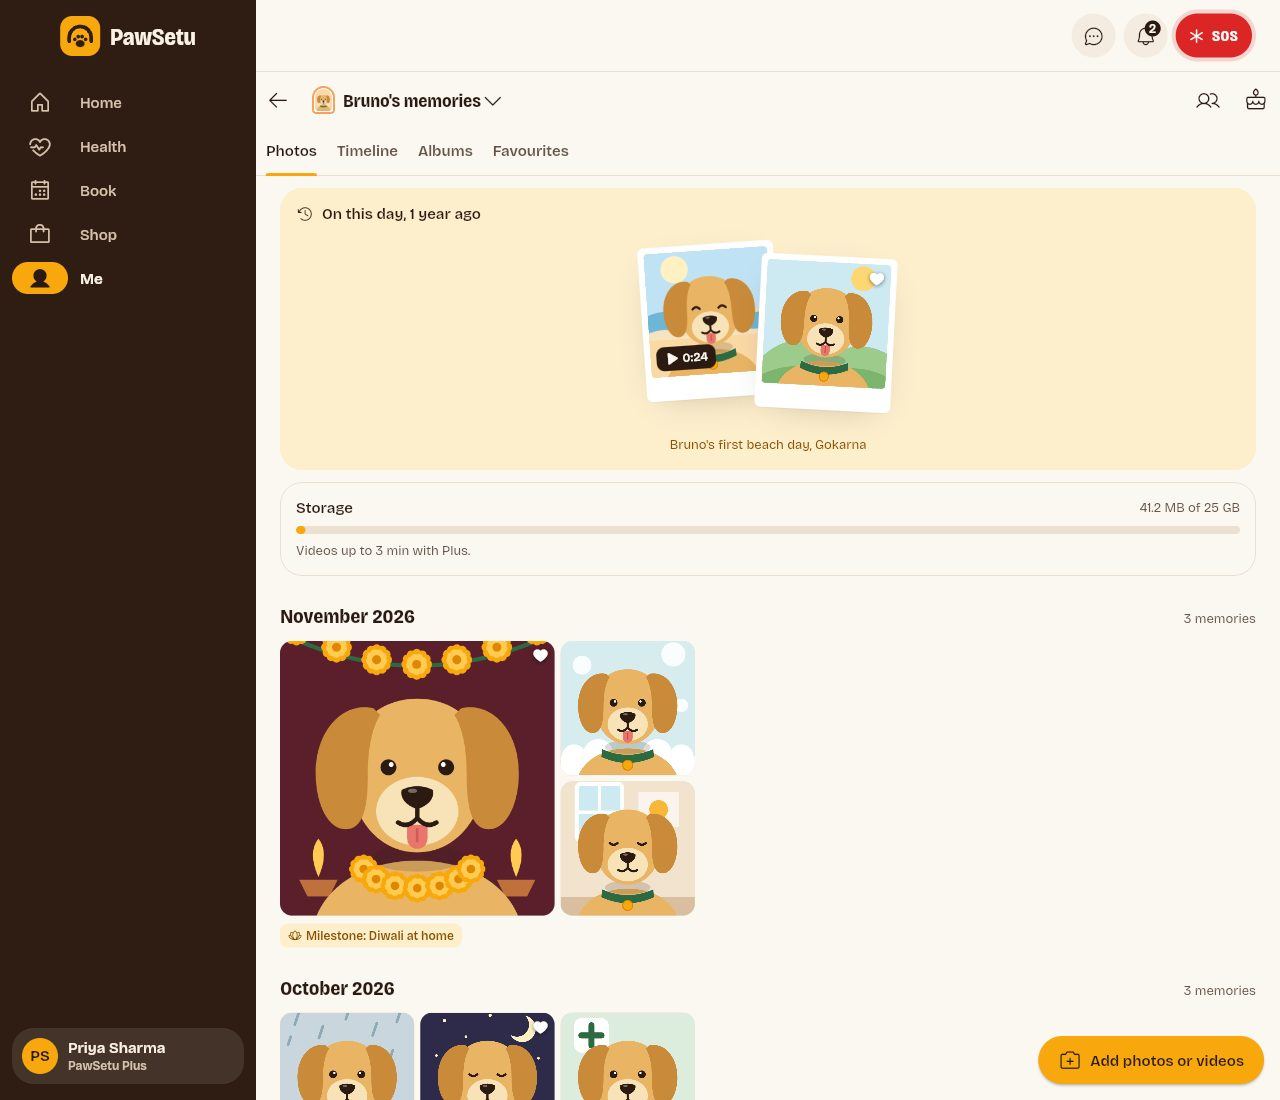 PawSetu
2
SOS
Home
Health
Book
Shop
Me
Bruno's memories
Photos
Timeline
Albums
Favourites
On this day, 1 year ago
0:24
Bruno's first beach day, Gokarna
Storage
41.2 MB of 25 GB
Videos up to 3 min with Plus.
November 2026
3 memories
Milestone: Diwali at home
October 2026
3 memories
Add photos or videos
PS
Priya Sharma
PawSetu Plus